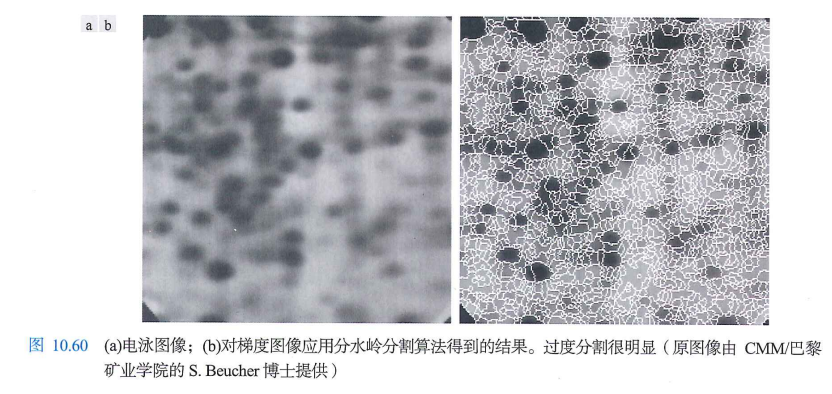 a b
图 10.60 (a)电泳图像；(b)对梯度图像应用分水岭分割算法得到的结果。过度分割很明显（原图像由 CMM/巴黎
矿业学院的 S. Beucher 博士提供）